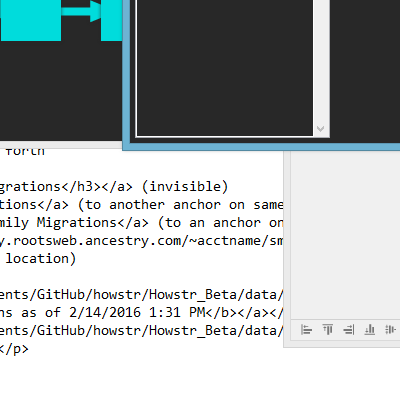 forth
grations</h3></a> (invisible)
tions</a> (to another anchor on same
mily Migrations</a> (to an anchor on
y.rootsweb.ancestry.com/~acctname/sm
location)
ents/GitHub/howstr/Howstr_Beta/data/
ns as of 2/14/2016 1:31 PM</b></a></
ents/GitHub/howstr/Howstr_Beta/data/
</p>